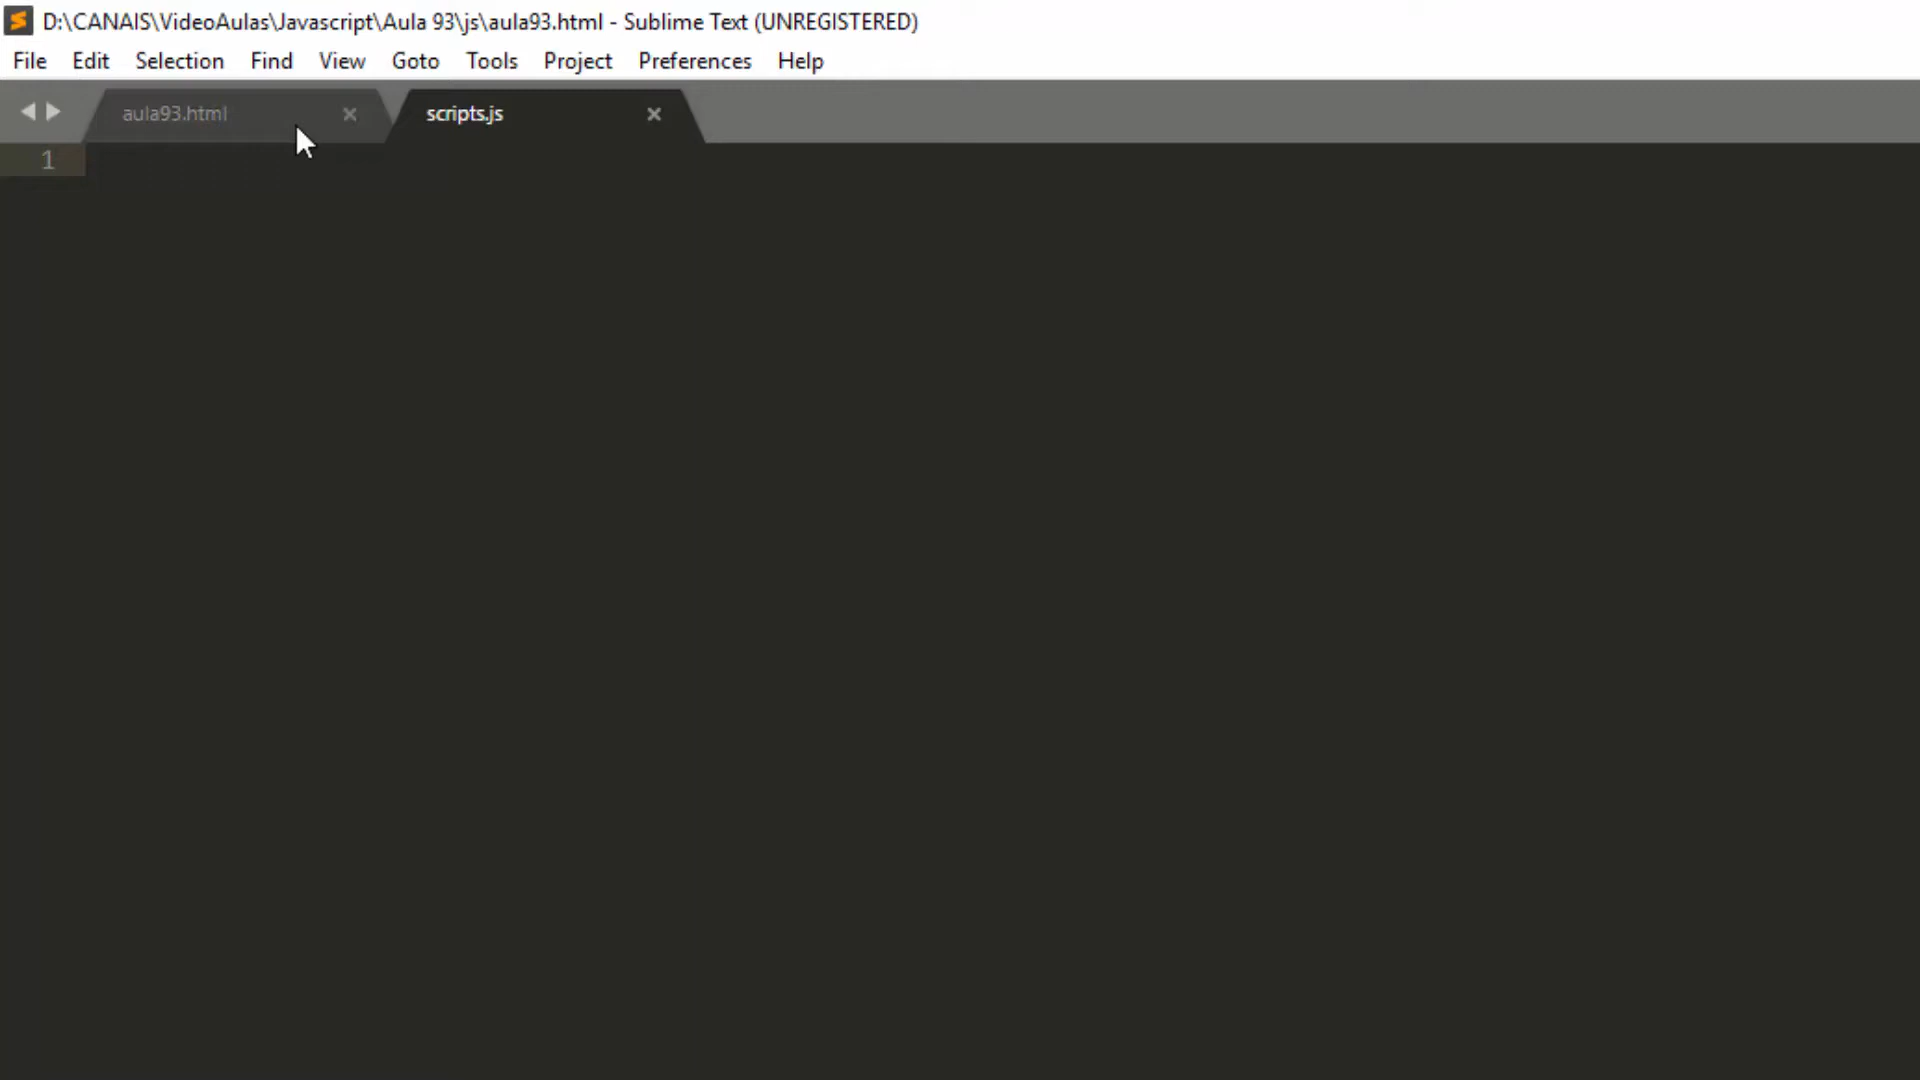 D:\CANAIS\VideoAulas\Javascript\Aula 93\js\aula93.html - Sublime Text (UNREGISTERED)
File Edit Selection Find View Goto Tools Project Preferences Help
aula93.html scripts.js
1